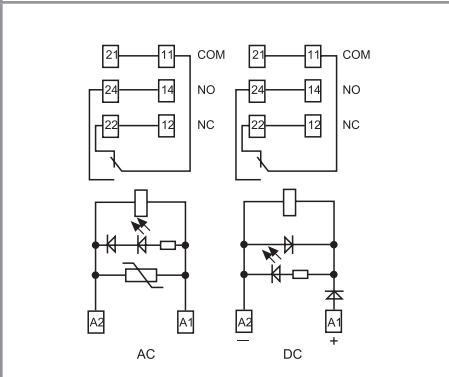 21 11 COM 21 11 COM
24 14 NO 24 14 NO
22 12 NC 22 12 NC
A2 A1 A2 A1
— +
AC DC